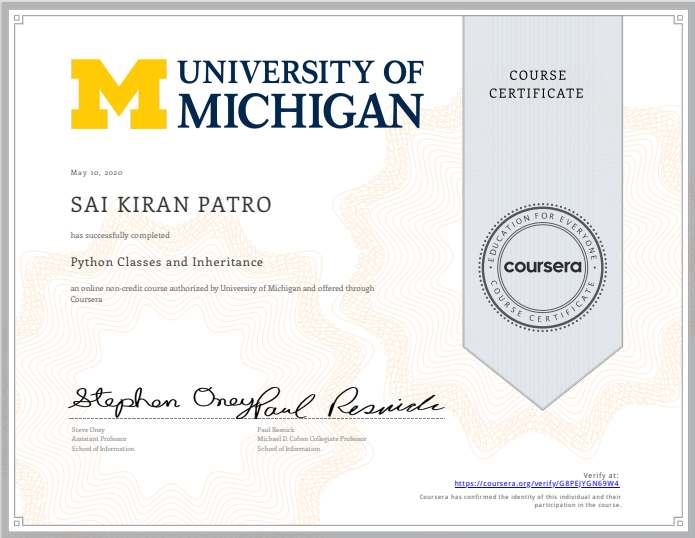 UNIVERSITY OF
MICHIGAN
COURSE
CERTIFICATE
May 10, 2020
SAI KIRAN PATRO
has successfully completed
Python Classes and Inheritance
an online non-credit course authorized by University of Michigan and offered through
Coursera
EDUCATION FOR EVERYONE
coursera
COURSE CERTIFICATE
Stephen Oney
Paul Resnick
Steve Oney
Assistant Professor
School of Information
Paul Resnick
Michael D. Cohen Collegiate Professor
School of Information
Verify at:
https://coursera.org/verify/G8PEJYGN69W4
Coursera has confirmed the identity of this individual and their
participation in the course.